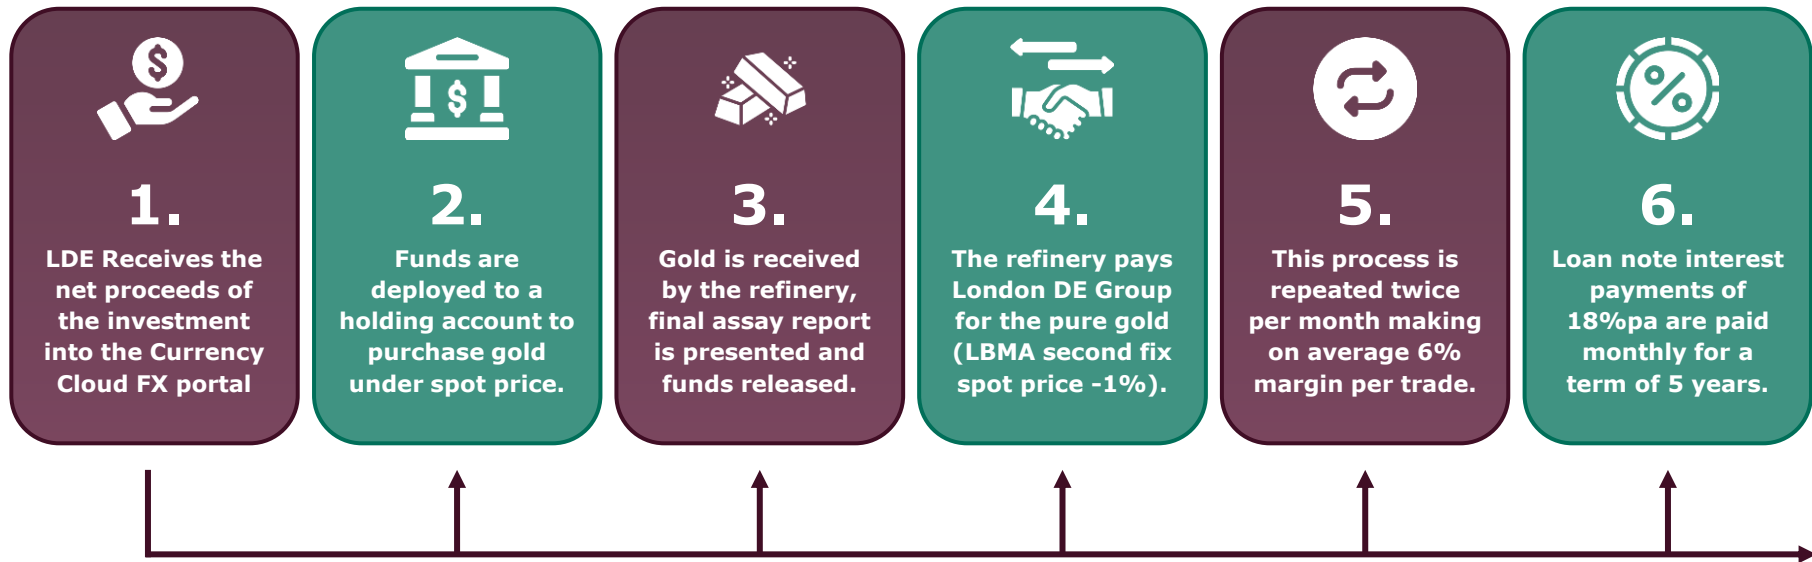 1.
LDE Receives the
net proceeds of
the investment
into the Currency
Cloud FX portal
2.
Funds are
deployed to a
holding account to
purchase gold
under spot price.
3.
Gold is received
by the refinery,
final assay report
is presented and
funds released.
4.
The refinery pays
London DE Group
for the pure gold
(LBMA second fix
spot price -1%).
5.
This process is
repeated twice
per month making
on average 6%
margin per trade.
6.
Loan note interest
payments of
18%pa are paid
monthly for a
term of 5 years.